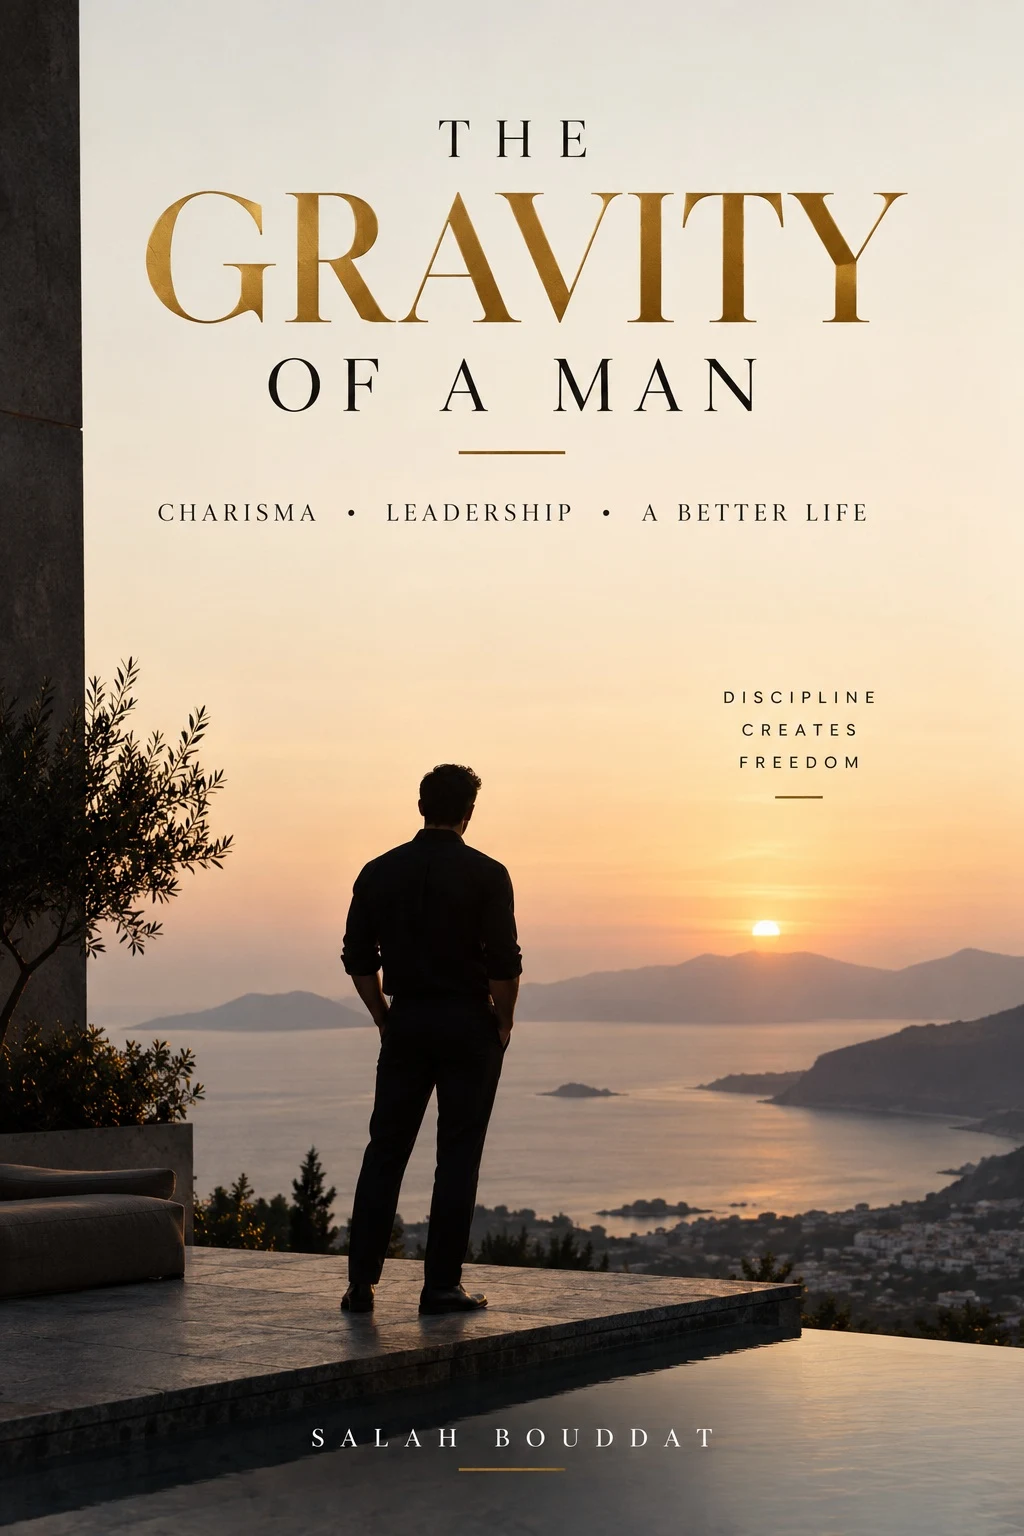 THE
GRAVITY
OF A MAN
CHARISMA • LEADERSHIP • A BETTER LIFE
DISCIPLINE
CREATES
FREEDOM
SALAH BOUDDAT